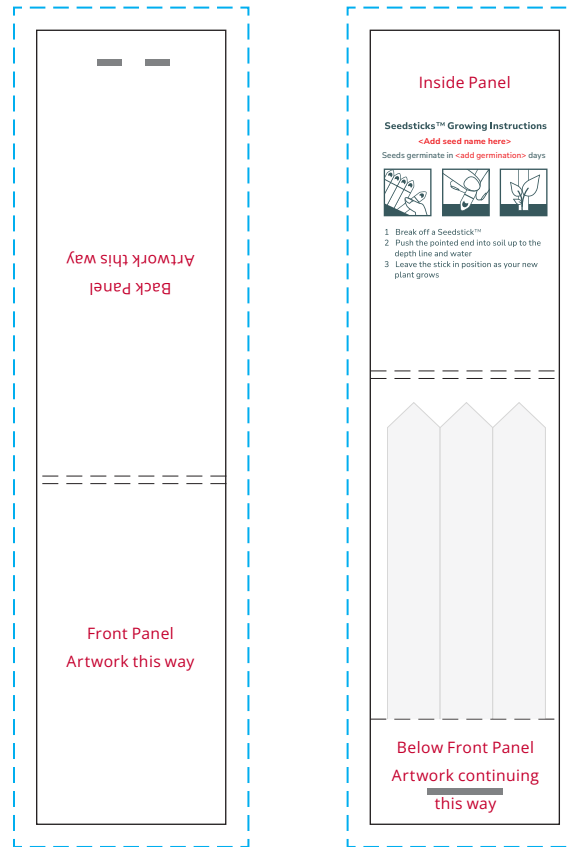 Back Panel
Artwork this way
Front Panel
Artwork this way
Inside Panel
Seedsticks™ Growing Instructions
<Add seed name here>
Seeds germinate in <add germination> days
1 Break off a Seedstick™
2 Push the pointed end into soil up to the
depth line and water
3 Leave the stick in position as your new
plant grows
Below Front Panel
Artwork continuing
this way